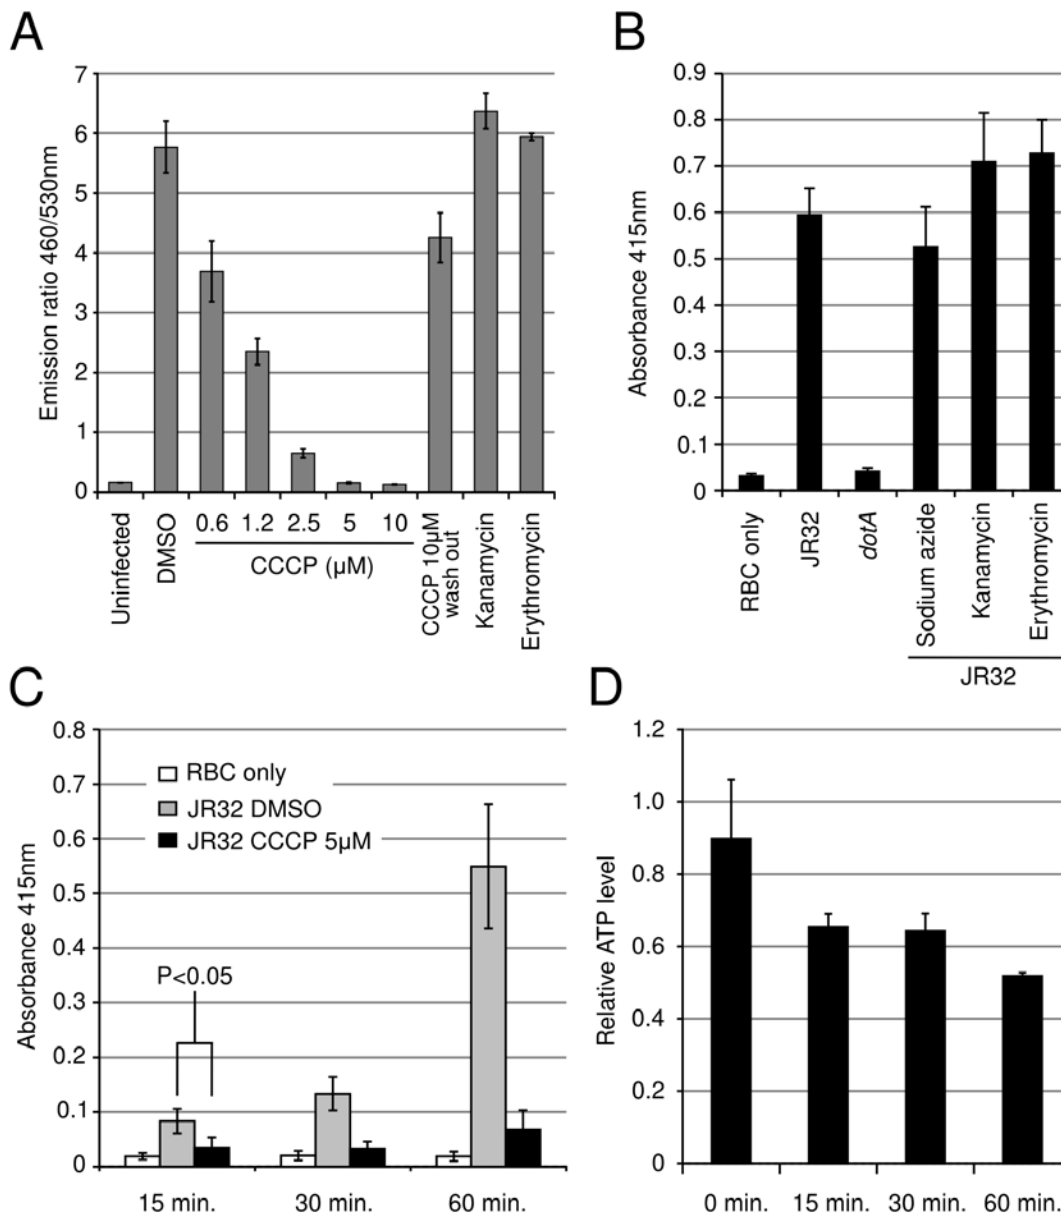 A
7
6
5
4
3
2
1
0
Emission ratio 460/530nm
Uninfected
DMSO
0.6
1.2
2.5
5
10
CCCP (µM)
CCCP 10µM
wash out
Kanamycin
Erythromycin
B
0.9
0.8
0.7
0.6
0.5
0.4
0.3
0.2
0.1
0
Absorbance 415nm
RBC only
JR32
dotA
Sodium azide
Kanamycin
Erythromycin
JR32
C
0.8
0.7
0.6
0.5
0.4
0.3
0.2
0.1
0
Absorbance 415nm
RBC only
JR32 DMSO
JR32 CCCP 5µM
P<0.05
15 min.
30 min.
60 min.
D
1.2
1.0
0.8
0.6
0.4
0.2
0
Relative ATP level
0 min.
15 min.
30 min.
60 min.